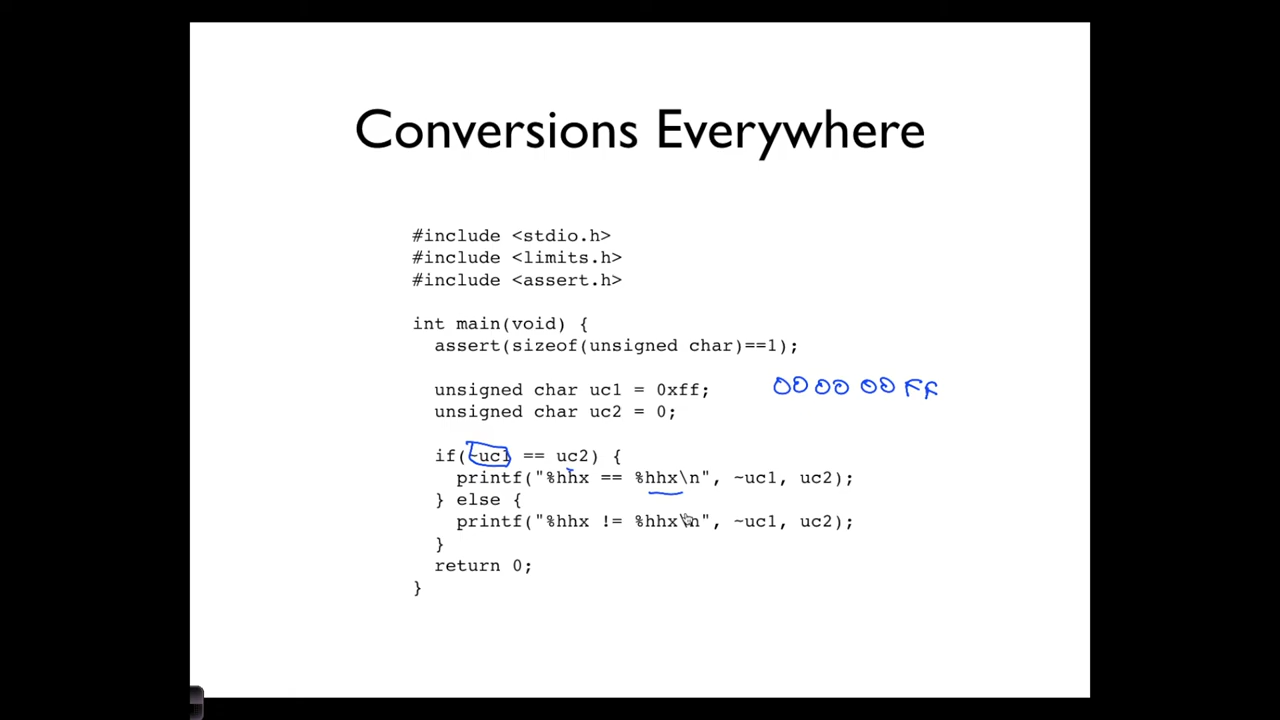 Conversions Everywhere
#include <stdio.h>
#include <limits.h>
#include <assert.h>
int main(void) {
assert(sizeof(unsigned char)==1);
unsigned char uc1 = 0xff; 00 00 00 FF
unsigned char uc2 = 0;
if(~uc1 == uc2) {
printf("%hhx == %hhx\n", ~uc1, uc2);
} else {
printf("%hhx != %hhx\n", ~uc1, uc2);
}
return 0;
}